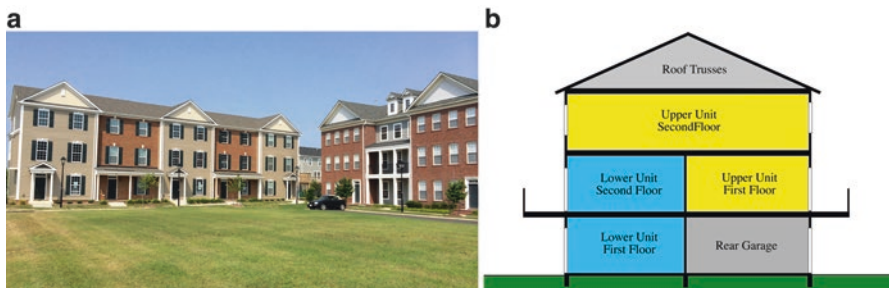 a
b
Roof Trusses
Upper Unit
SecondFloor
Lower Unit
Second Floor
Upper Unit
First Floor
Lower Unit
First Floor
Rear Garage